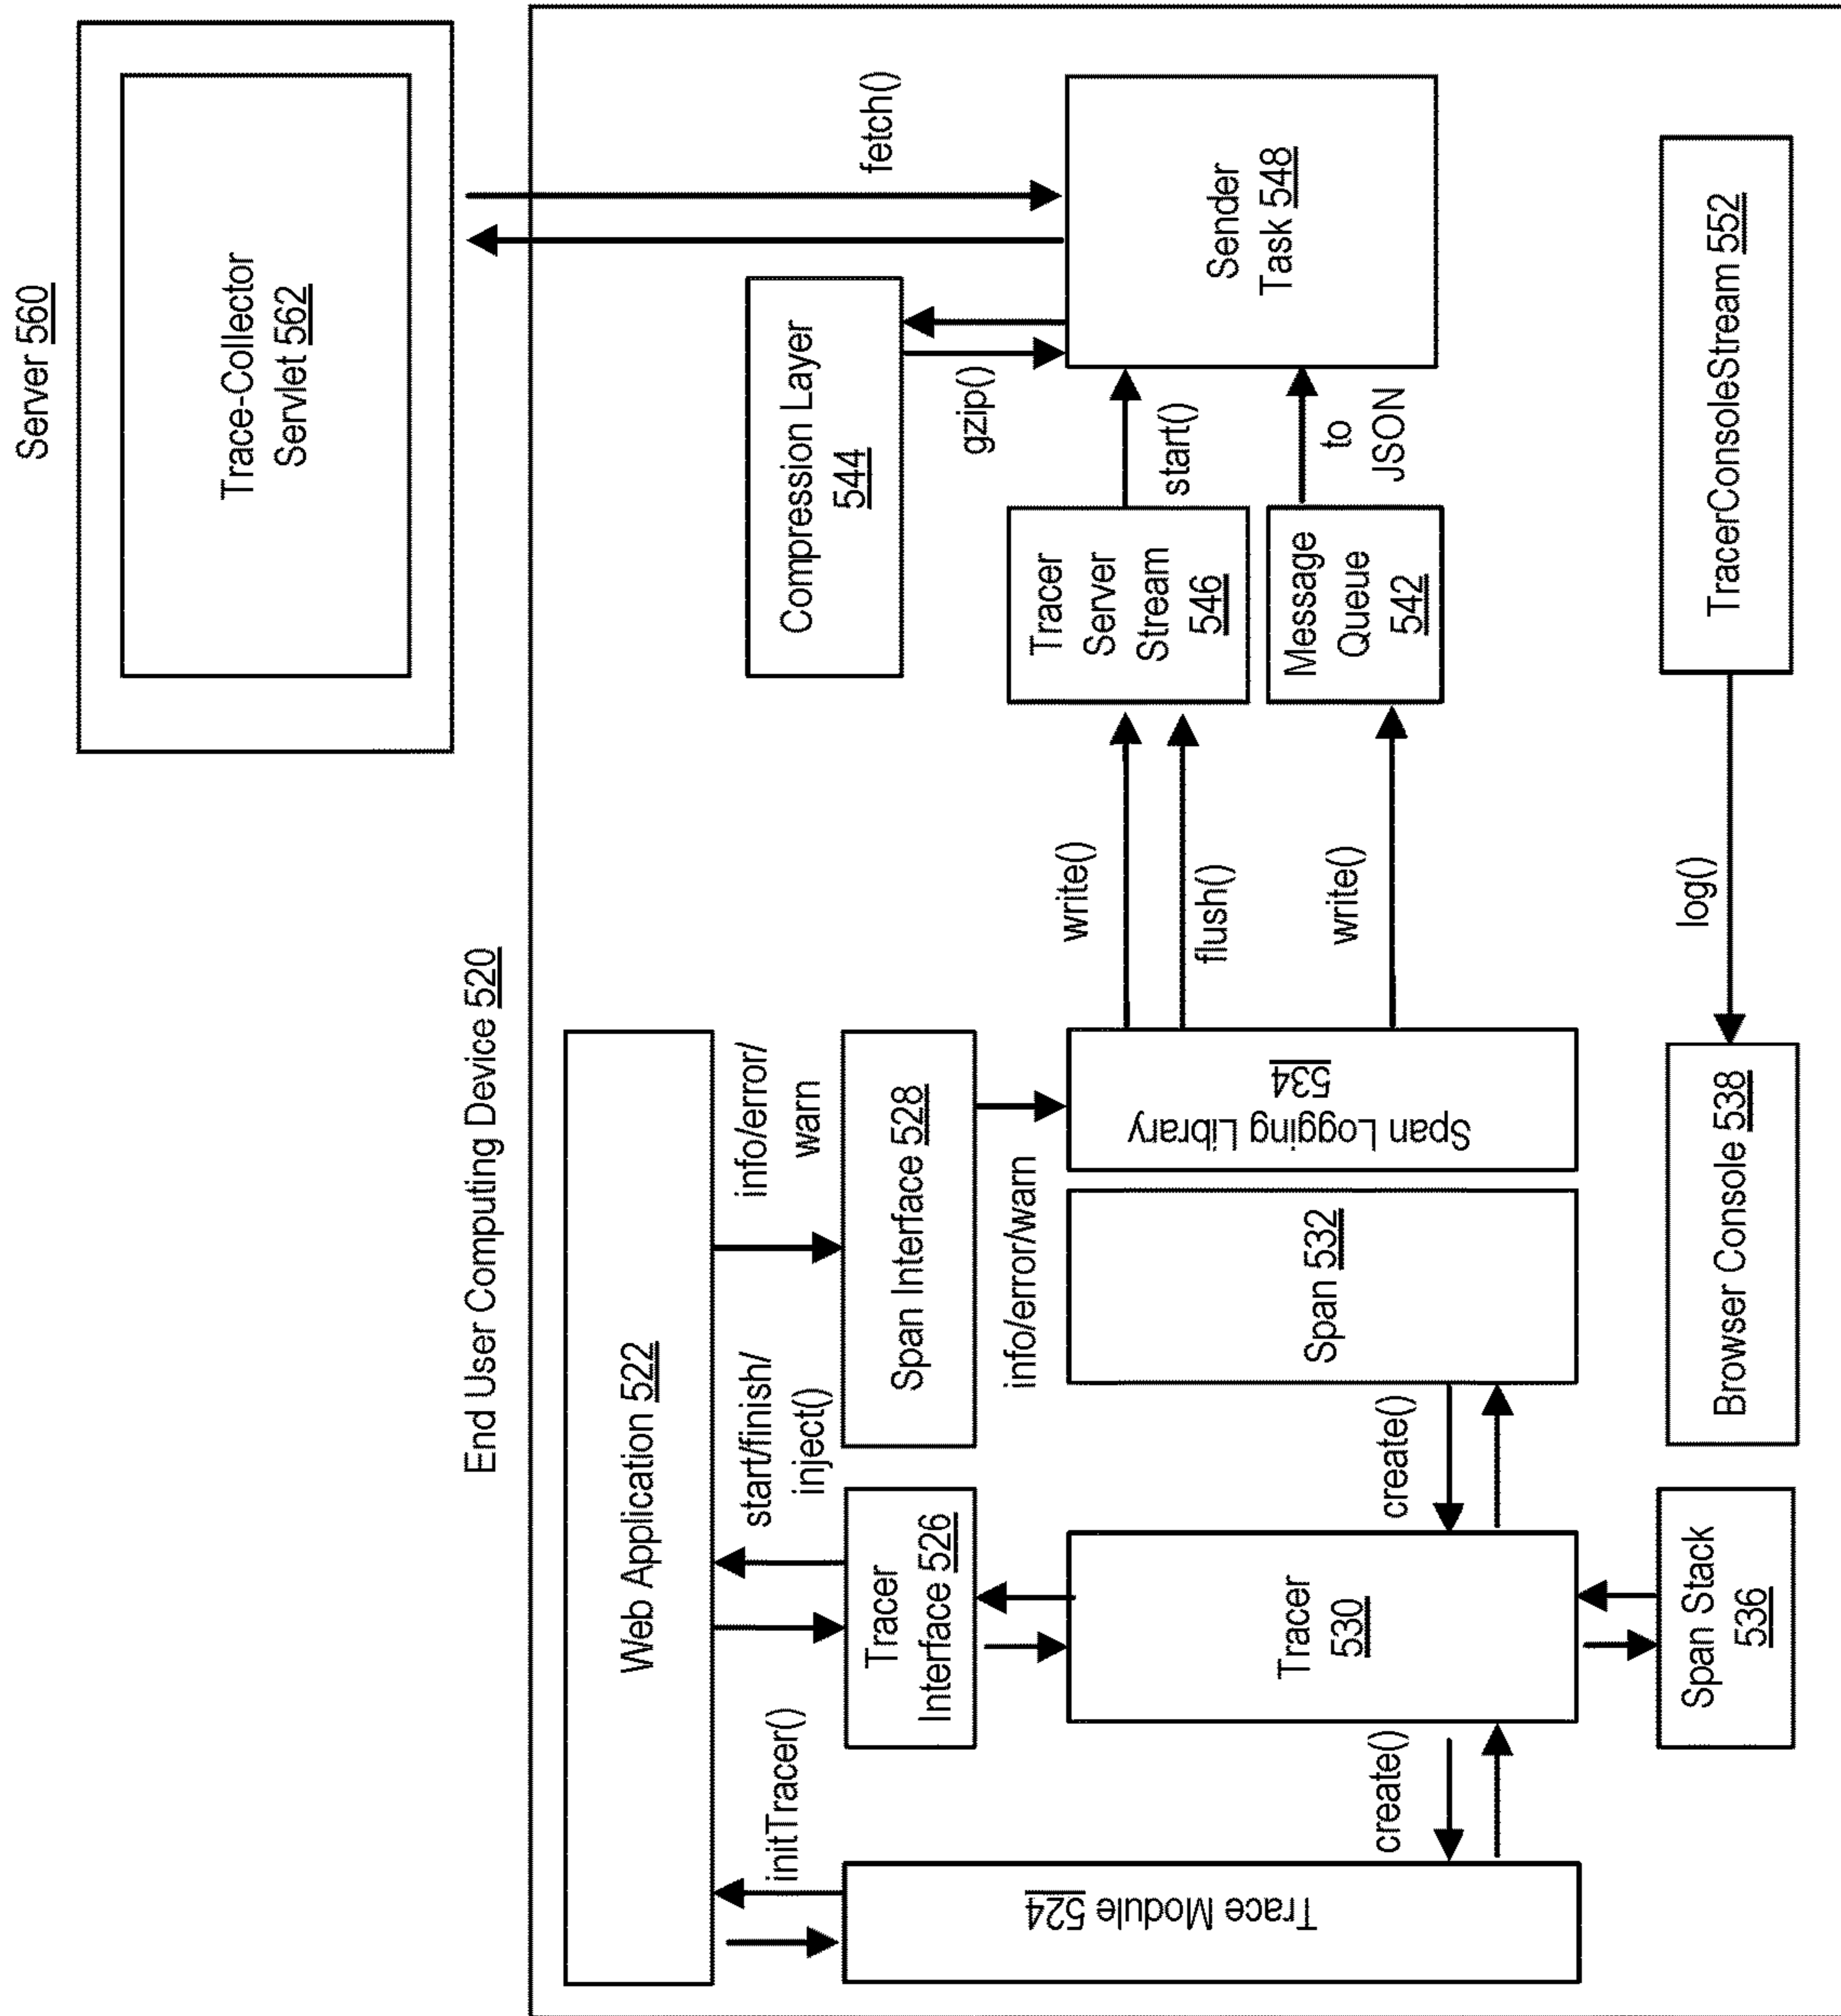 Server 560
Trace-Collector
Servlet 562
End User Computing Device 520
Web Application 522
initTracer()
start/finish/
inject()
info/error/
warn
Trace Module 524
Tracer
Interface 526
Span Interface 528
info/error/warn
create()
Tracer
530
create()
Span 532
Span Logging Library
534
Span Stack
536
write()
flush()
write()
Tracer
Server
Stream
546
Message
Queue
542
start()
to
JSON
Compression Layer
544
gzip()
fetch()
Sender
Task 548
Browser Console 538
log()
TracerConsoleStream 552